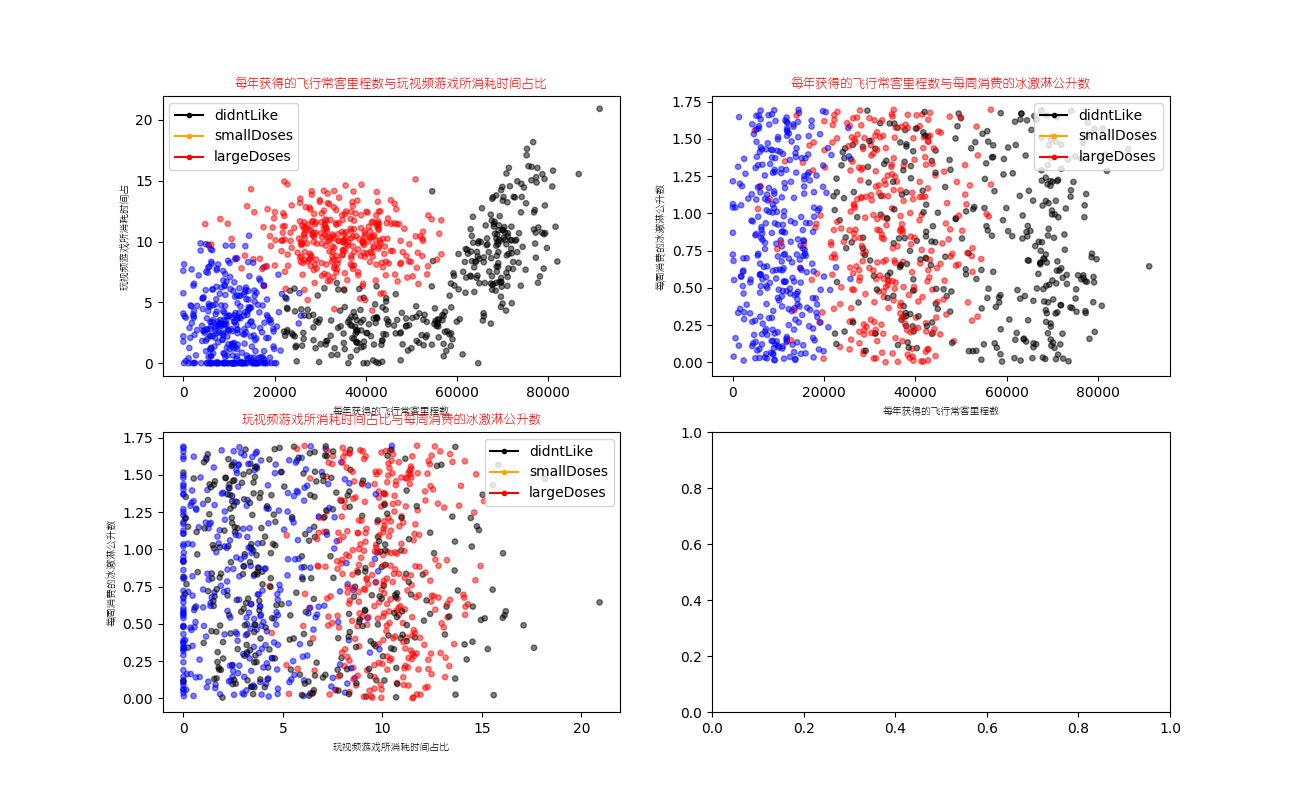 每年获得的飞行常客里程数与玩视频游戏所消耗时间占比
didntLike
smallDoses
largeDoses
20
15
10
5
0
玩视频游戏所消耗时间占
0 20000 40000 60000 80000
每年获得的飞行常客里程数
每年获得的飞行常客里程数与每周消费的冰激淋公升数
didntLike
smallDoses
largeDoses
1.75
1.50
1.25
1.00
0.75
0.50
0.25
0.00
每周消费的冰激淋公升数
0 20000 40000 60000 80000
每年获得的飞行常客里程数
玩视频游戏所消耗时间占比与每周消费的冰激淋公升数
didntLike
smallDoses
largeDoses
1.75
1.50
1.25
1.00
0.75
0.50
0.25
0.00
每周消费的冰激淋公升数
0 5 10 15 20
玩视频游戏所消耗时间占比
1.0
0.8
0.6
0.4
0.2
0.0
0.0 0.2 0.4 0.6 0.8 1.0